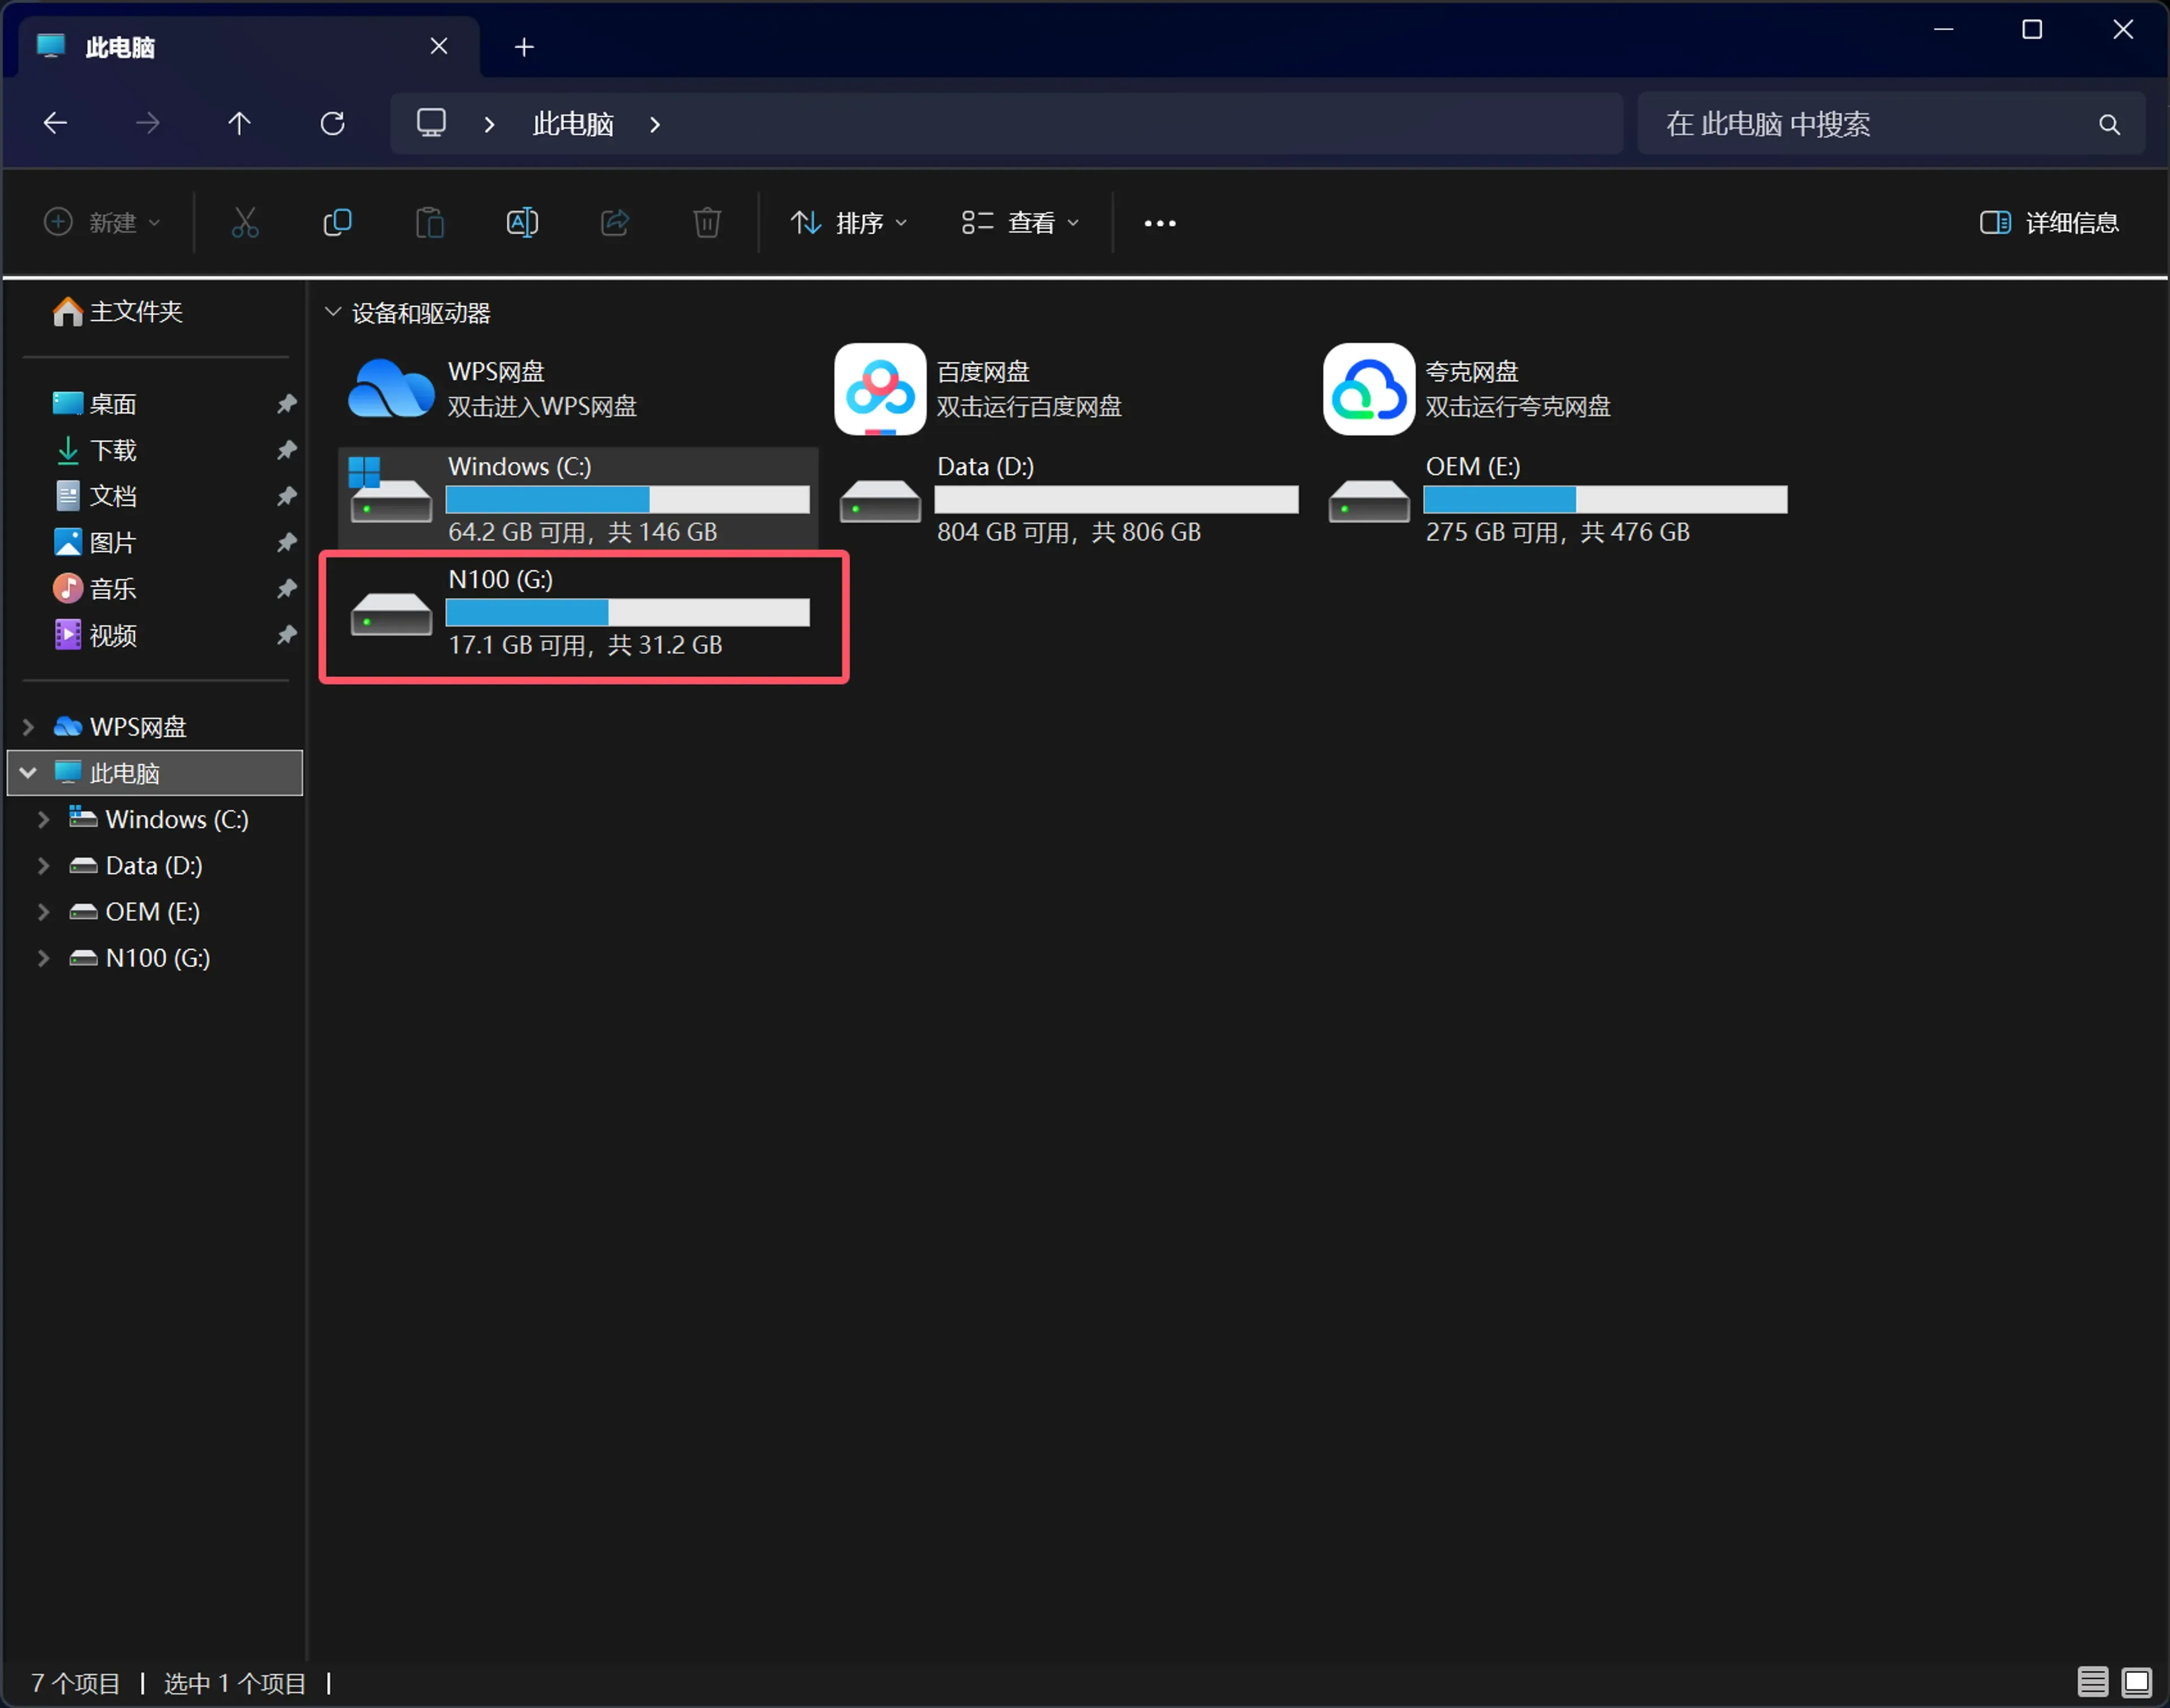 此电脑
此电脑
在 此电脑 中搜索
新建
排序
查看
详细信息
主文件夹
桌面
下载
文档
图片
音乐
视频
WPS网盘
此电脑
Windows (C:)
Data (D:)
OEM (E:)
N100 (G:)
设备和驱动器
WPS网盘
双击进入WPS网盘
百度网盘
双击运行百度网盘
夸克网盘
双击运行夸克网盘
Windows (C:)
64.2 GB 可用，共 146 GB
Data (D:)
804 GB 可用，共 806 GB
OEM (E:)
275 GB 可用，共 476 GB
N100 (G:)
17.1 GB 可用，共 31.2 GB
7 个项目 | 选中 1 个项目 |